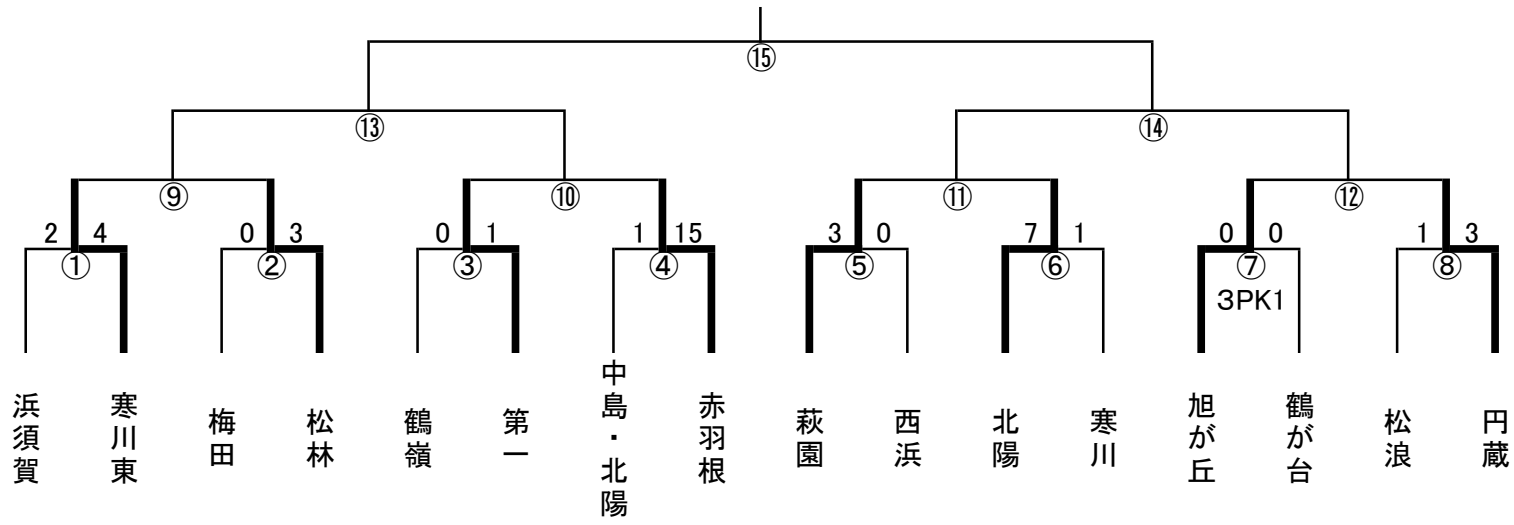 ⑮
⑬
⑭
⑨
⑩
⑪
⑫
2 4
0 3
0 1
1 15
3 0
7 1
0 0
1 3
①
②
③
④
⑤
⑥
⑦
⑧
3PK1
浜須賀
寒川東
梅田
松林
鶴嶺
第一
中島・北陽
赤羽根
萩園
西浜
北陽
寒川
旭が丘
鶴が台
松浪
円蔵